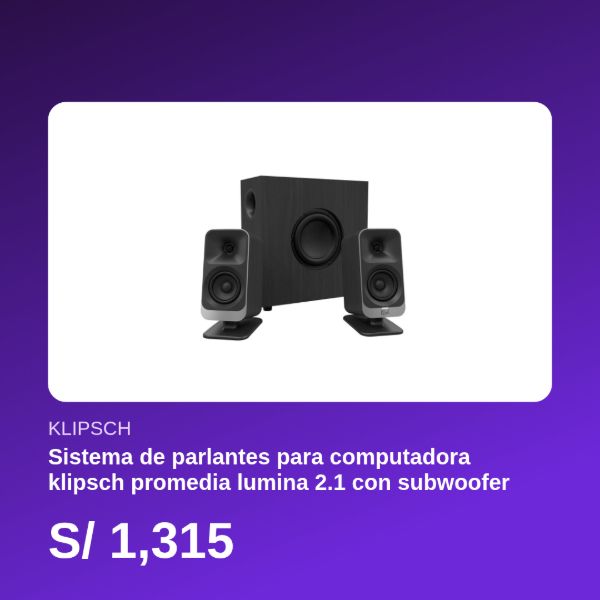 KLIPSCH
Sistema de parlantes para computadora
klipsch promedia lumina 2.1 con subwoofer
S/ 1,315